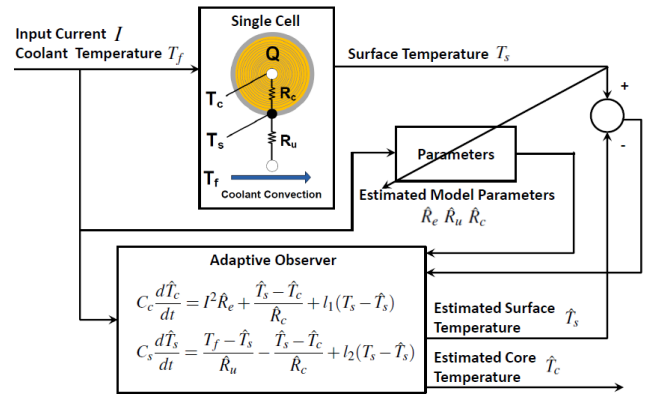 Single Cell
Input Current I
Coolant Temperature T_f
Surface Temperature T_s
Q
T_c
R_c
T_s
R_u
T_f
Coolant Convection
+
-
Parameters
Estimated Model Parameters
R̂_e R̂_u R̂_c
Adaptive Observer
C_c dT̂_c/dt = I²R̂_e + (T̂_s − T̂_c)/R̂_c + l_1(T_s − T̂_s)
C_s dT̂_s/dt = (T_f − T̂_s)/R̂_u − (T̂_s − T̂_c)/R̂_c + l_2(T_s − T̂_s)
Estimated Surface
Temperature T̂_s
Estimated Core
Temperature T̂_c